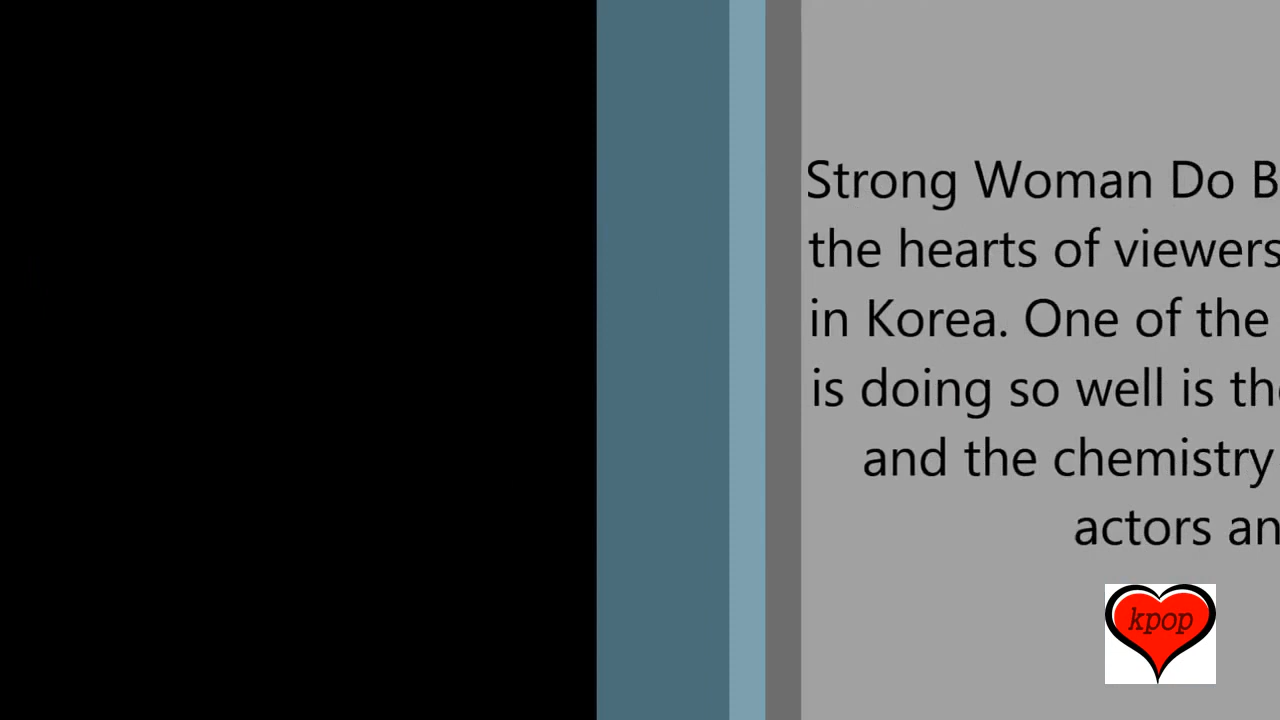 Strong Woman Do B
the hearts of viewers
in Korea. One of the
is doing so well is the
and the chemistry
actors an
kpop